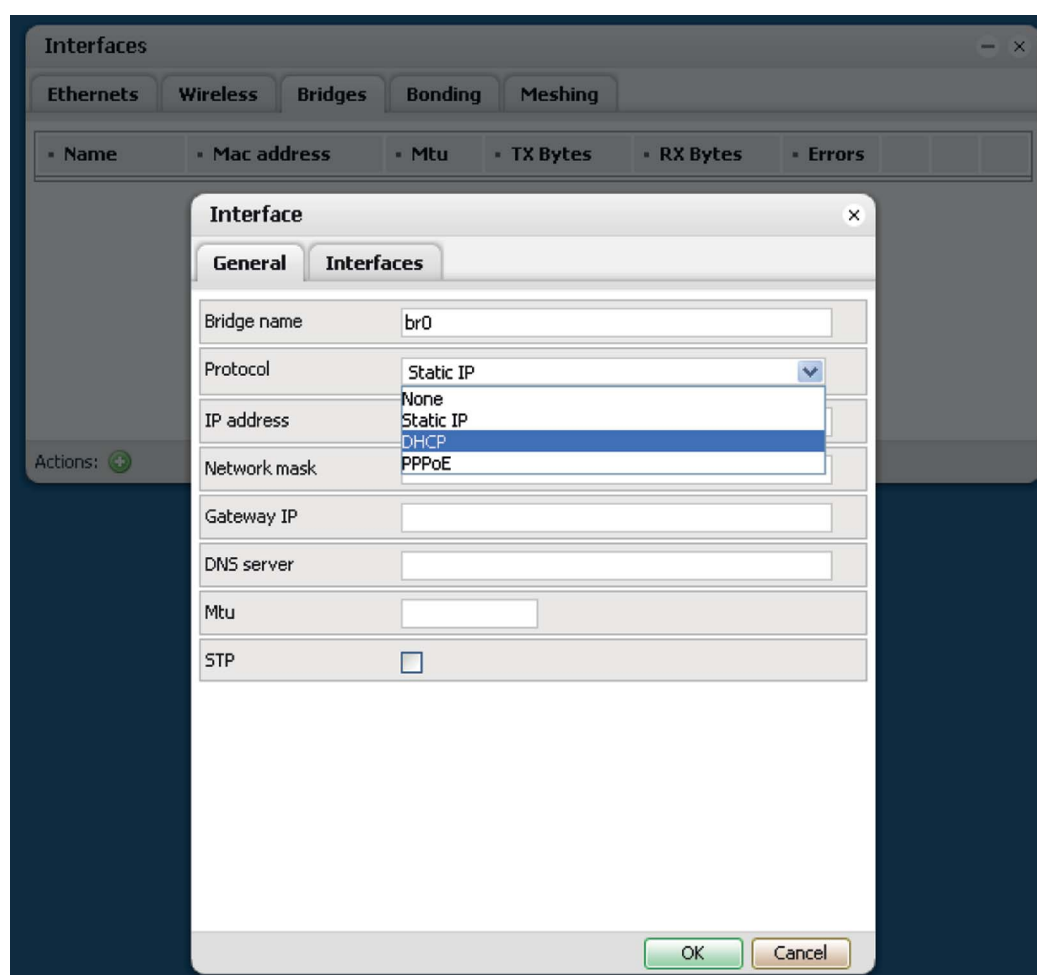 Interfaces
Ethernets Wireless Bridges Bonding Meshing
Name Mac address Mtu TX Bytes RX Bytes Errors
Interface
General Interfaces
Bridge name br0
Protocol Static IP
None
IP address Static IP
DHCP
Actions:
Network mask PPPoE
Gateway IP
DNS server
Mtu
STP
OK Cancel